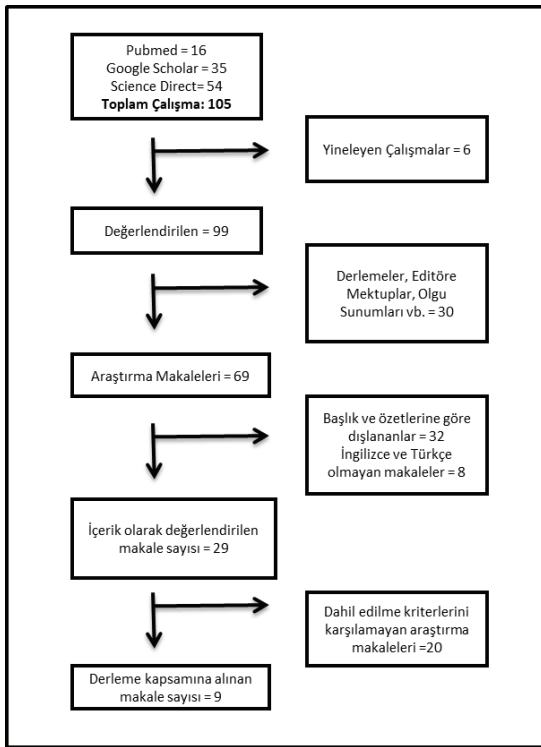 Pubmed = 16
Google Scholar = 35
Science Direct= 54
Toplam Çalışma: 105
Yineleyen Çalışmalar = 6
Değerlendirilen = 99
Derlemeler, Editöre
Mektuplar, Olgu
Sunumları vb. = 30
Araştırma Makaleleri = 69
Başlık ve özetlerine göre
dışlananlar = 32
İngilizce ve Türkçe
olmayan makaleler = 8
İçerik olarak değerlendirilen
makale sayısı = 29
Dahil edilme kriterlerini
karşılamayan araştırma
makaleleri =20
Derleme kapsamına alınan
makale sayısı = 9